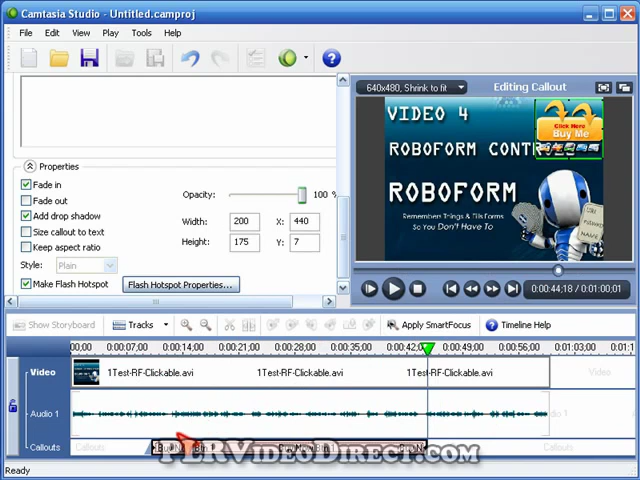 Camtasia Studio - Untitled.camproj
File Edit View Play Tools Help
640x480, Shrink to fit
Editing Callout
VIDEO 4
Click Here
Buy Me
ROBOFORM
ROBOFORM
Remember Things & Fills Forms
So You Don't Have To
Properties
Fade in
Fade out
Opacity: 100 %
Add drop shadow
Width: 200 X: 440
Size callout to text
Height: 175 Y: 7
Keep aspect ratio
Style: Plain
Make Flash Hotspot
Flash Hotspot Properties...
0:00:44;18 / 0:01:00;01
Show Storyboard
Tracks
Apply SmartFocus
Timeline Help
00;00 0:00:07;00 0:00:14;00 0:00:21;00 0:00:28;00 0:00:35;00 0:00:42;00 0:00:49;00 0:00:56;00 0:01:03;00
Video
1Test-RF-Clickable.avi
1Test-RF-Clickable.avi
1Test-RF-Clickable.avi
Video
Audio 1
Callouts
Callouts
PLRVideoDirect.com
Ready